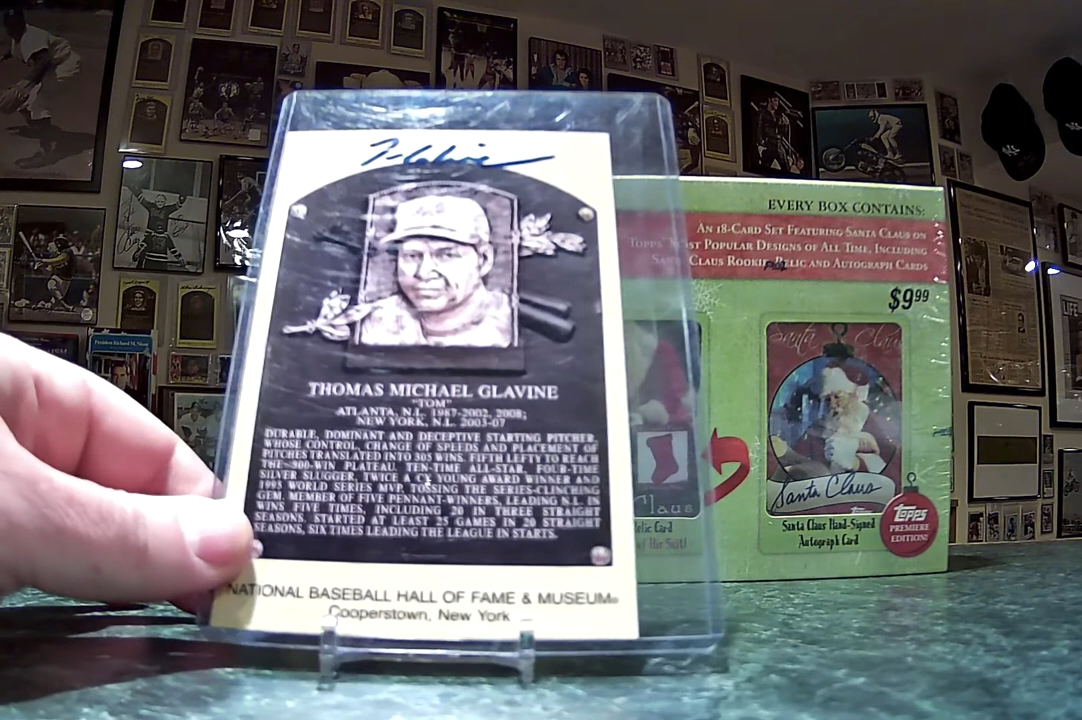 T. Glavine
THOMAS MICHAEL GLAVINE
"TOM"
ATLANTA, N.L. 1987-2002, 2008;
NEW YORK, N.L. 2003-07
DURABLE, DOMINANT AND DECEPTIVE STARTING PITCHER,
WHOSE CONTROL, CHANGE OF SPEEDS AND PLACEMENT OF
PITCHES TRANSLATED INTO 305 WINS. FIFTH LEFTY TO REACH
THE 300-WIN PLATEAU. TEN-TIME ALL-STAR, FOUR-TIME
SILVER SLUGGER, TWICE A CY YOUNG AWARD WINNER AND
1995 WORLD SERIES MVP, TOSSING THE SERIES-CLINCHING
GEM. MEMBER OF FIVE PENNANT-WINNERS, LEADING N.L. IN
WINS FIVE TIMES, INCLUDING 20 IN THREE STRAIGHT
SEASONS. STARTED AT LEAST 25 GAMES IN 20 STRAIGHT
SEASONS, SIX TIMES LEADING THE LEAGUE IN STARTS.
NATIONAL BASEBALL HALL OF FAME & MUSEUM®
Cooperstown, New York
EVERY BOX CONTAINS:
AN 18-CARD SET FEATURING SANTA CLAUS ON
TOPPS' MOST POPULAR DESIGNS OF ALL TIME, INCLUDING
SANTA CLAUS ROOKIE, RELIC AND AUTOGRAPH CARDS
$9.99
Santa Claus
Santa Claus
Santa Claus Hand-Signed
Autograph Card
Topps
PREMIERE
EDITION!
laus
Relic Card
of His Suit!
LIFE